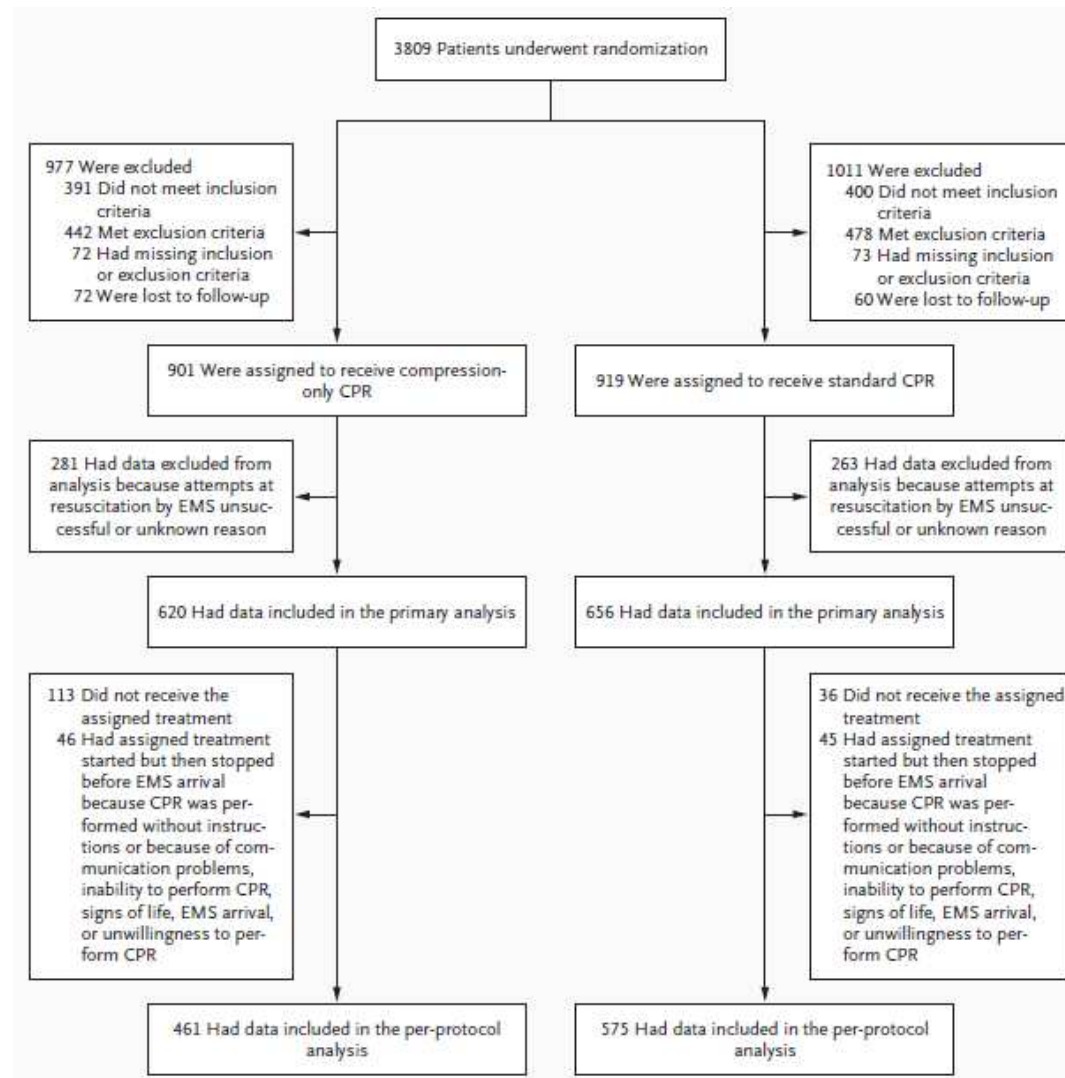 3809 Patients underwent randomization
977 Were excluded
391 Did not meet inclusion
criteria
442 Met exclusion criteria
72 Had missing inclusion
or exclusion criteria
72 Were lost to follow-up
1011 Were excluded
400 Did not meet inclusion
criteria
478 Met exclusion criteria
73 Had missing inclusion
or exclusion criteria
60 Were lost to follow-up
901 Were assigned to receive compression-
only CPR
919 Were assigned to receive standard CPR
281 Had data excluded from
analysis because attempts at
resuscitation by EMS unsuc-
cessful or unknown reason
263 Had data excluded from
analysis because attempts at
resuscitation by EMS unsuc-
cessful or unknown reason
620 Had data included in the primary analysis
656 Had data included in the primary analysis
113 Did not receive the
assigned treatment
46 Had assigned treatment
started but then stopped
before EMS arrival
because CPR was per-
formed without instruc-
tions or because of com-
munication problems,
inability to perform CPR,
signs of life, EMS arrival,
or unwillingness to per-
form CPR
36 Did not receive the assigned
treatment
45 Had assigned treatment
started but then stopped
before EMS arrival
because CPR was per-
formed without instruc-
tions or because of com-
munication problems,
inability to perform CPR,
signs of life, EMS arrival,
or unwillingness to per-
form CPR
461 Had data included in the per-protocol
analysis
575 Had data included in the per-protocol
analysis